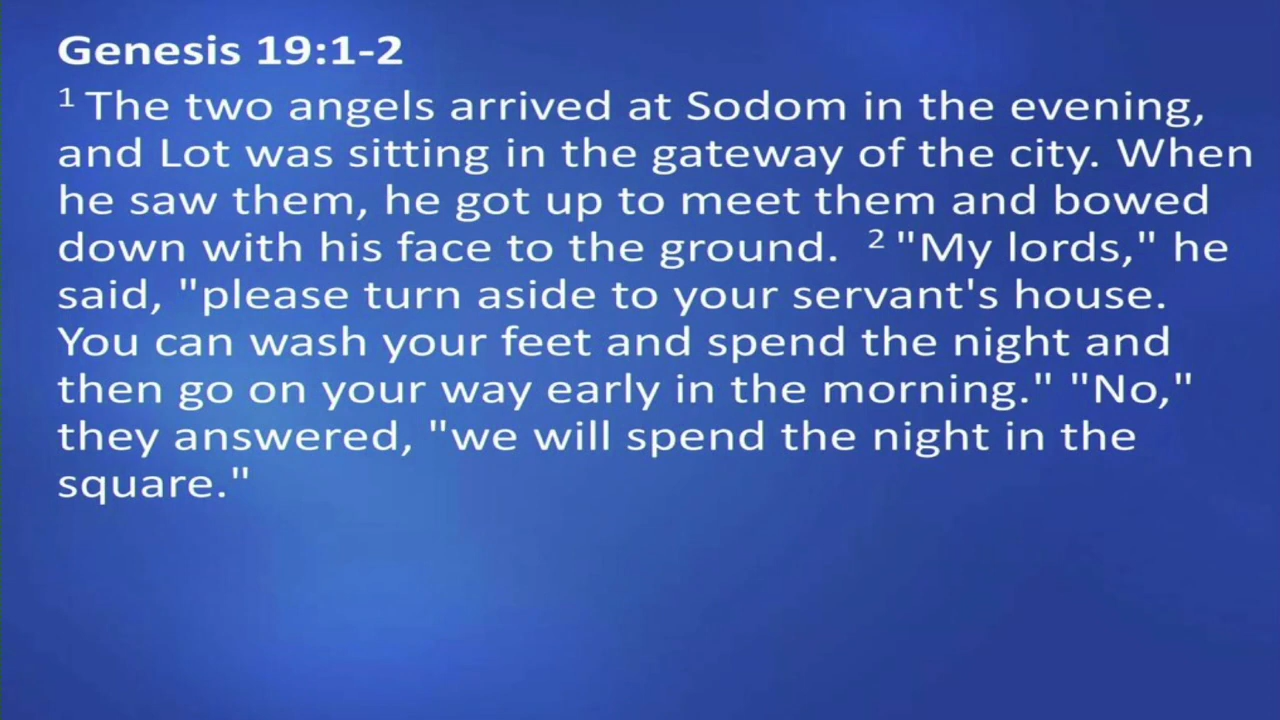 Genesis 19:1-2
1 The two angels arrived at Sodom in the evening,
and Lot was sitting in the gateway of the city. When
he saw them, he got up to meet them and bowed
down with his face to the ground.  2 "My lords," he
said, "please turn aside to your servant's house.
You can wash your feet and spend the night and
then go on your way early in the morning." "No,"
they answered, "we will spend the night in the
square."